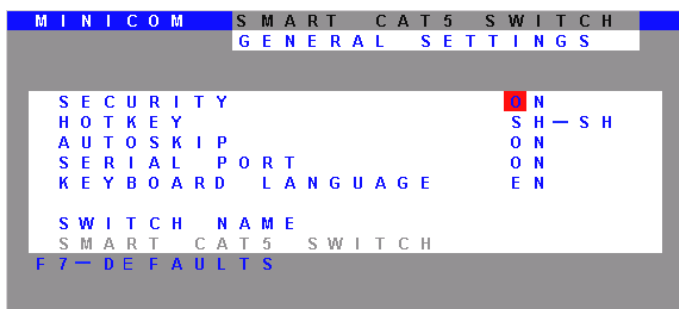 MINICOM SMART CAT5 SWITCH
GENERAL SETTINGS
SECURITY ON
HOTKEY SH—SH
AUTOSKIP ON
SERIAL PORT ON
KEYBOARD LANGUAGE EN
SWITCH NAME
SMART CAT5 SWITCH
F7—DEFAULTS